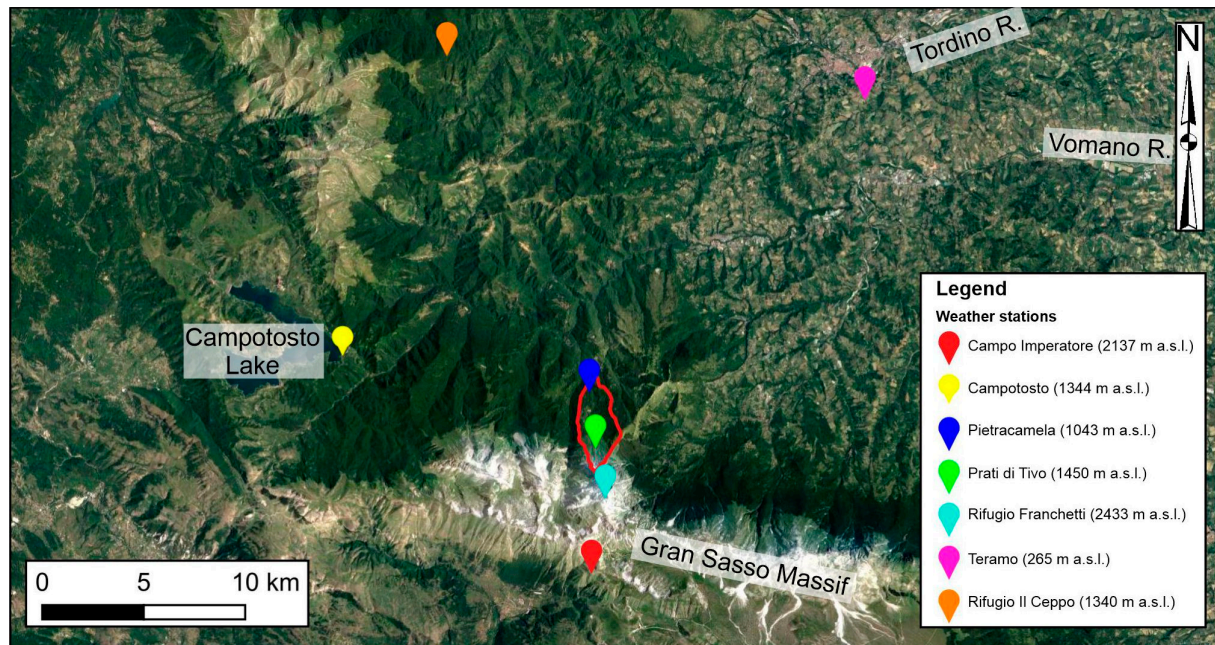 Tordino R.
N
Vomano R.
Campotosto
Lake
Gran Sasso Massif
0 5 10 km
Legend
Weather stations
Campo Imperatore (2137 m a.s.l.)
Campotosto (1344 m a.s.l.)
Pietracamela (1043 m a.s.l.)
Prati di Tivo (1450 m a.s.l.)
Rifugio Franchetti (2433 m a.s.l.)
Teramo (265 m a.s.l.)
Rifugio Il Ceppo (1340 m a.s.l.)